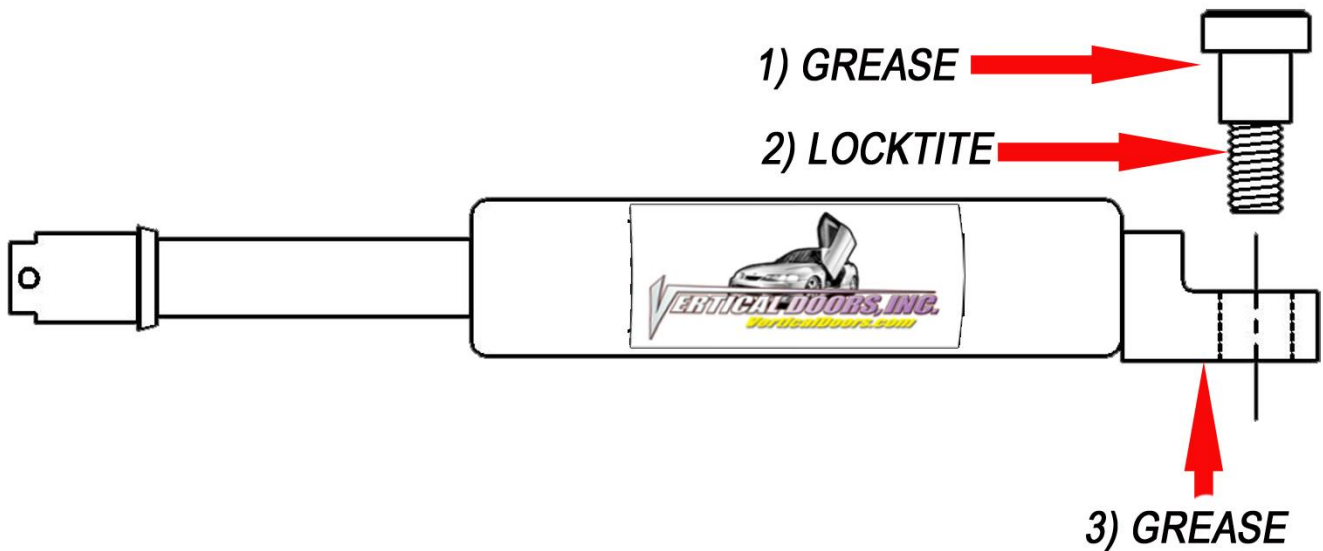 1) GREASE
2) LOCKTITE
VERTICAL DOORS, INC.
VerticalDoors.com
3) GREASE